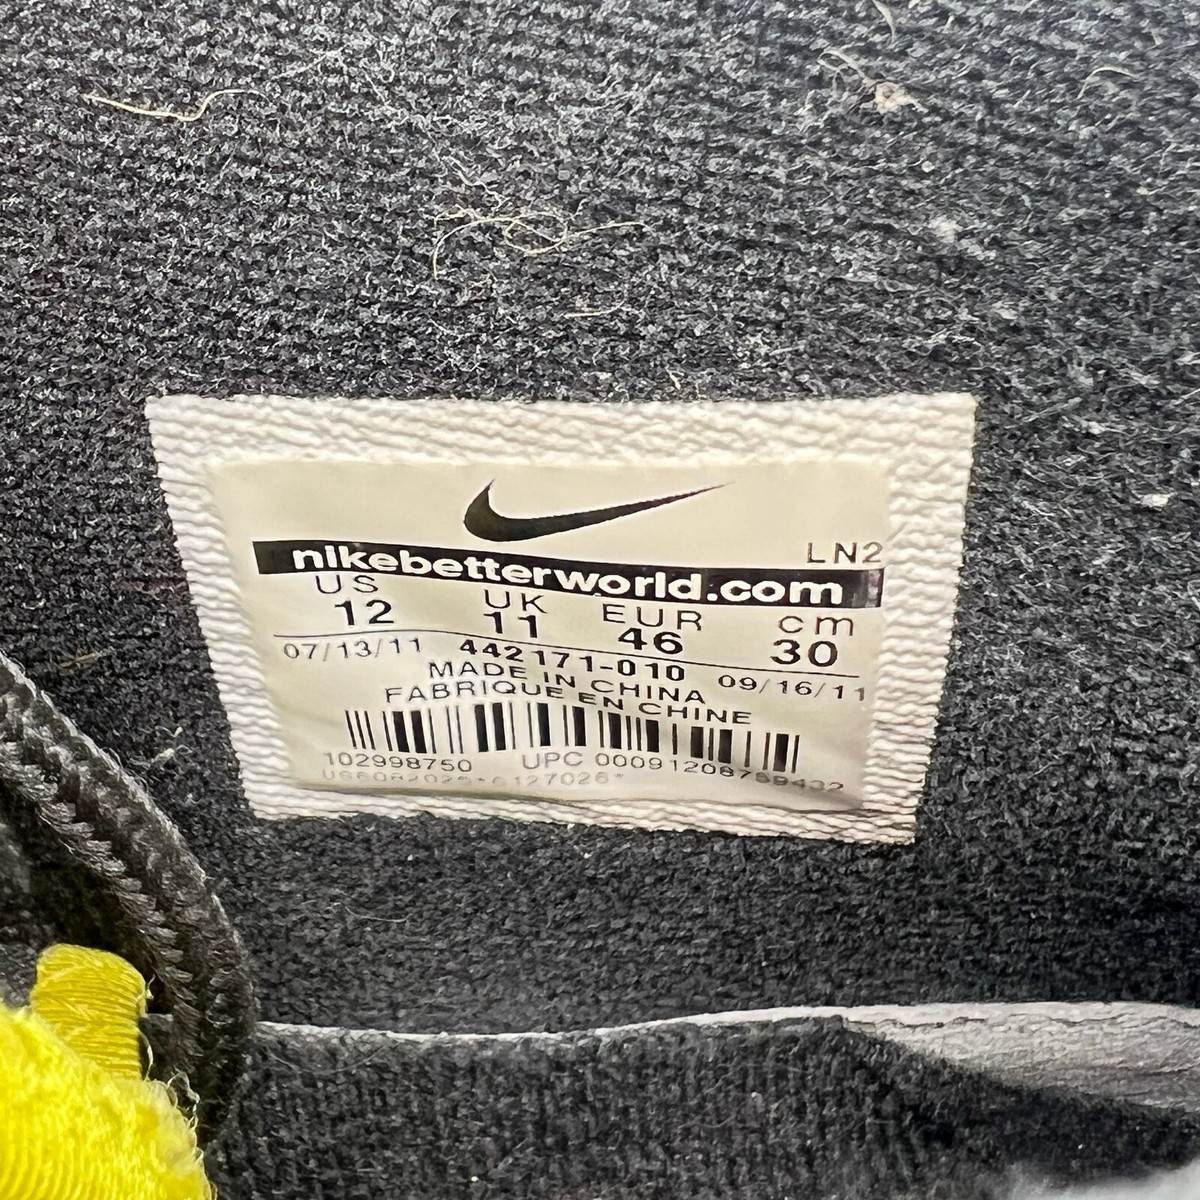 LN2
nikebetterworld.com
US UK EUR cm
12 11 46 30
07/13/11 442171-010 09/16/11
MADE IN CHINA
FABRIQUE EN CHINE
102998750 UPC 00091208759432